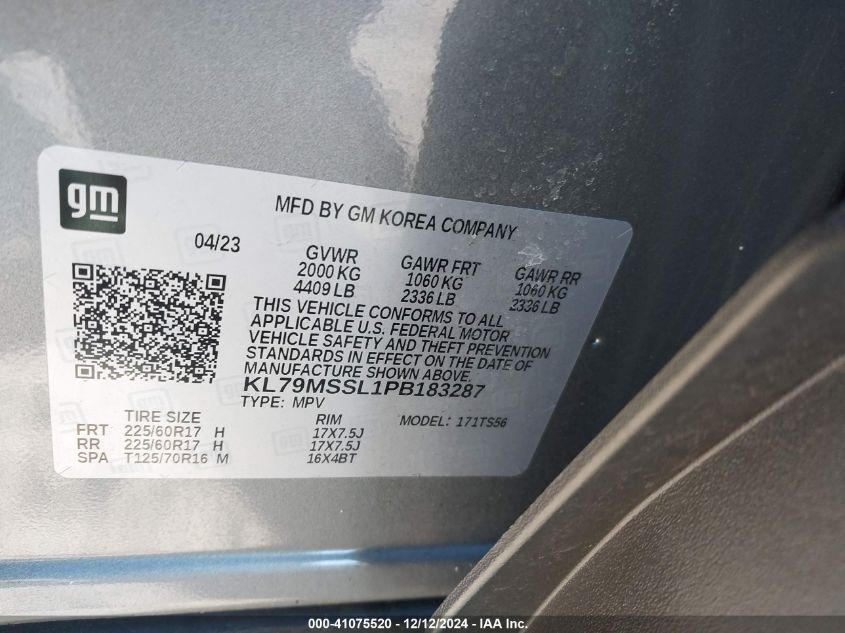 gm
MFD BY GM KOREA COMPANY
04/23
GVWR GAWR FRT GAWR RR
2000 KG 1060 KG 1060 KG
4409 LB 2336 LB 2336 LB
THIS VEHICLE CONFORMS TO ALL
APPLICABLE U.S. FEDERAL MOTOR
VEHICLE SAFETY AND THEFT PREVENTION
STANDARDS IN EFFECT ON THE DATE OF
MANUFACTURE SHOWN ABOVE.
KL79MSSL1PB183287
TYPE: MPV MODEL: 171TS56
TIRE SIZE RIM
FRT 225/60R17 H 17X7.5J
RR 225/60R17 H 17X7.5J
SPA T125/70R16 M 16X4BT
000-41075520 - 12/12/2024 - IAA Inc.